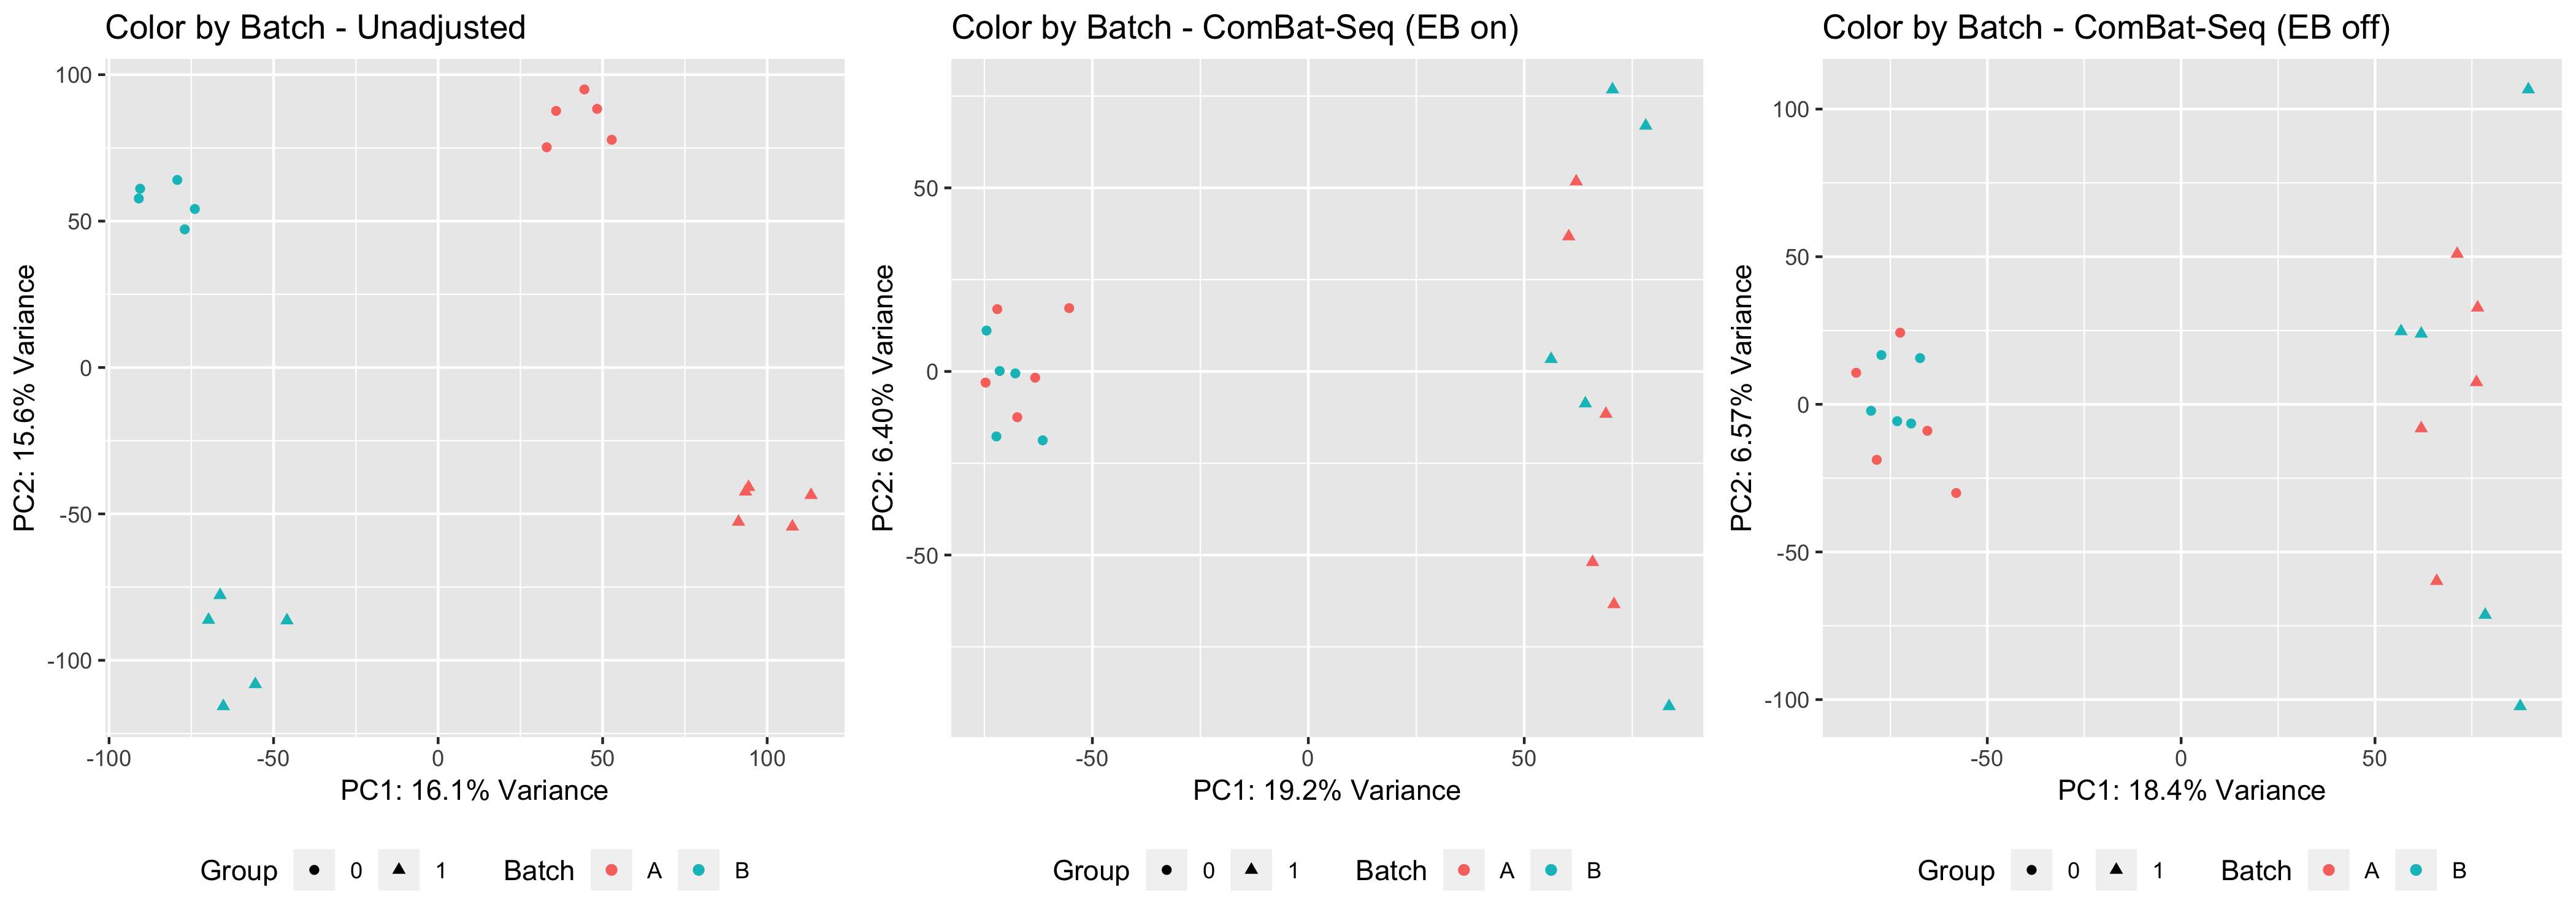 Color by Batch - Unadjusted
100
50
0
-50
-100
PC2: 15.6% Variance
-100 -50 0 50 100
PC1: 16.1% Variance
Group 0 1 Batch A B
Color by Batch - ComBat-Seq (EB on)
50
0
-50
PC2: 6.40% Variance
-50 0 50
PC1: 19.2% Variance
Group 0 1 Batch A B
Color by Batch - ComBat-Seq (EB off)
100
50
0
-50
-100
PC2: 6.57% Variance
-50 0 50
PC1: 18.4% Variance
Group 0 1 Batch A B